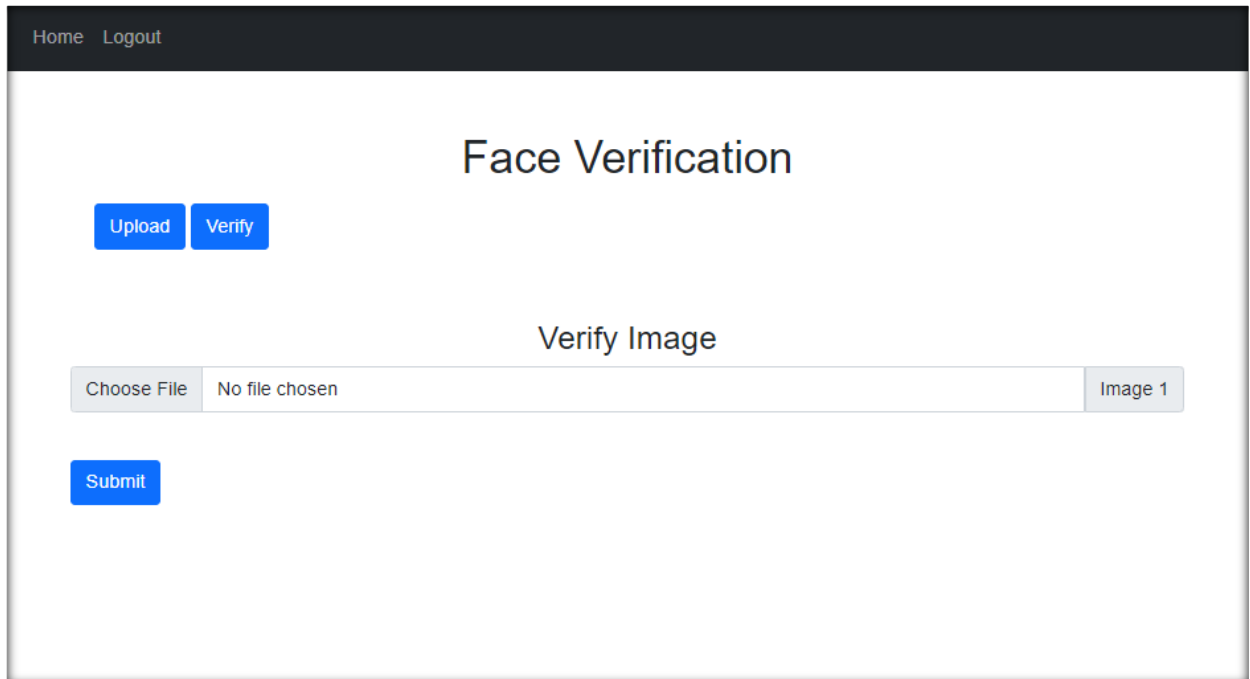 Home Logout
Face Verification
Upload Verify
Verify Image
Choose File No file chosen Image 1
Submit